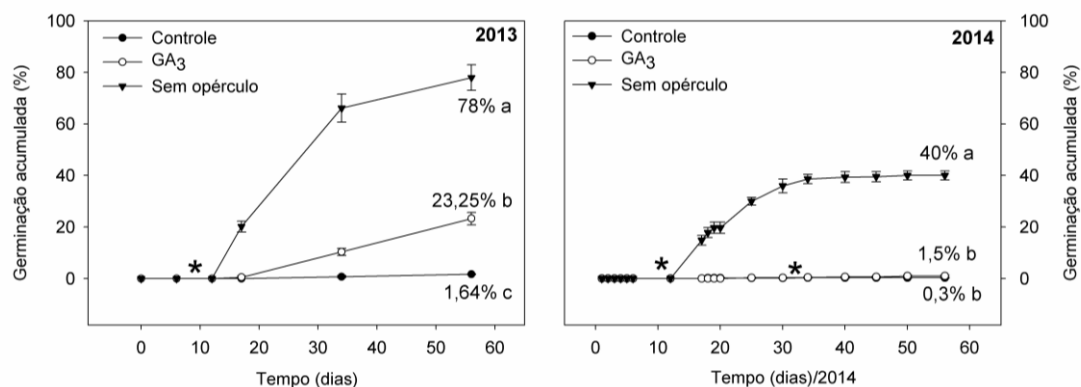 100
80
60
40
20
0
Germinação acumulada (%)
Controle
GA3
Sem opérculo
2013
78% a
23,25% b
1,64% c
*
0 10 20 30 40 50 60
Tempo (dias)
Controle
GA3
Sem opérculo
2014
40% a
1,5% b
0,3% b
*
*
0 10 20 30 40 50 60
Tempo (dias)/2014
100
80
60
40
20
0
Germinação acumulada (%)